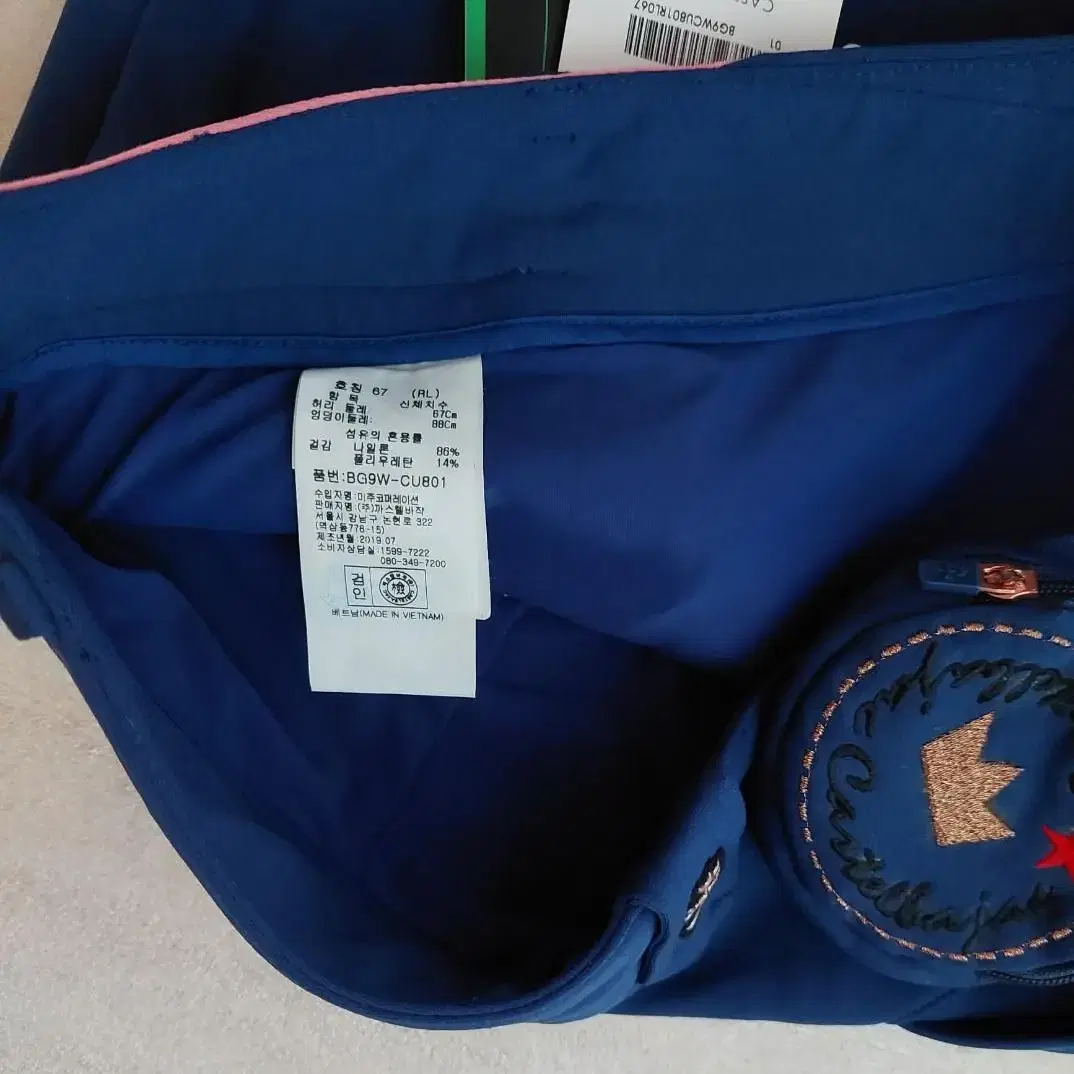 BG9WCU801RL067
01
호칭 67 (RL)
항 목 신체치수
허리 둘레 67Cm
엉덩이둘레: 88Cm
섬유의 혼용률
겉감 나일론 86%
폴리우레탄 14%
품번:BG9W-CU801
수입자명:미주코퍼레이션
판매자명:(주)까스텔바작
서울시 강남구 논현로 322
(역삼동776-15)
제조년월:2019.07
소비자상담실:1599-7222
080-349-7200
검
인
檢
베트남(MADE IN VIETNAM)
Castelbajac